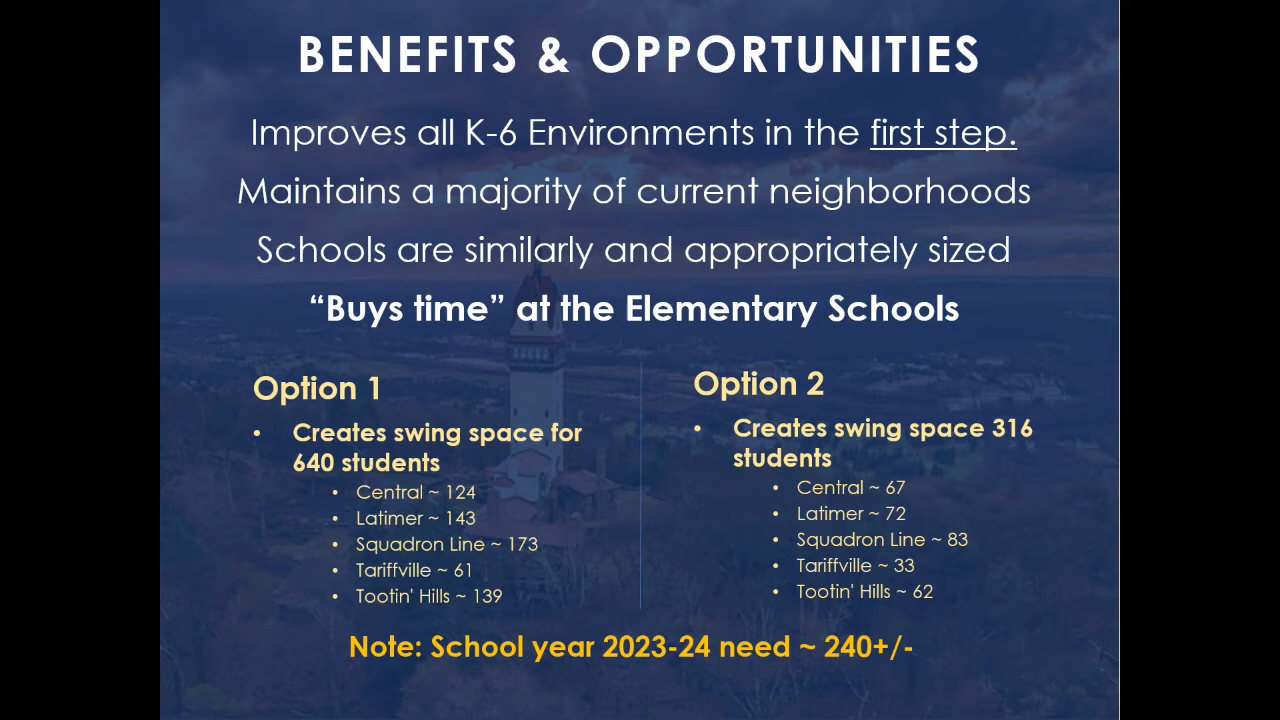 BENEFITS & OPPORTUNITIES
Improves all K-6 Environments in the first step.
Maintains a majority of current neighborhoods
Schools are similarly and appropriately sized
“Buys time” at the Elementary Schools
Option 1
• Creates swing space for
640 students
• Central ~ 124
• Latimer ~ 143
• Squadron Line ~ 173
• Tariffville ~ 61
• Tootin' Hills ~ 139
Option 2
• Creates swing space 316
students
• Central ~ 67
• Latimer ~ 72
• Squadron Line ~ 83
• Tariffville ~ 33
• Tootin' Hills ~ 62
Note: School year 2023-24 need ~ 240+/-